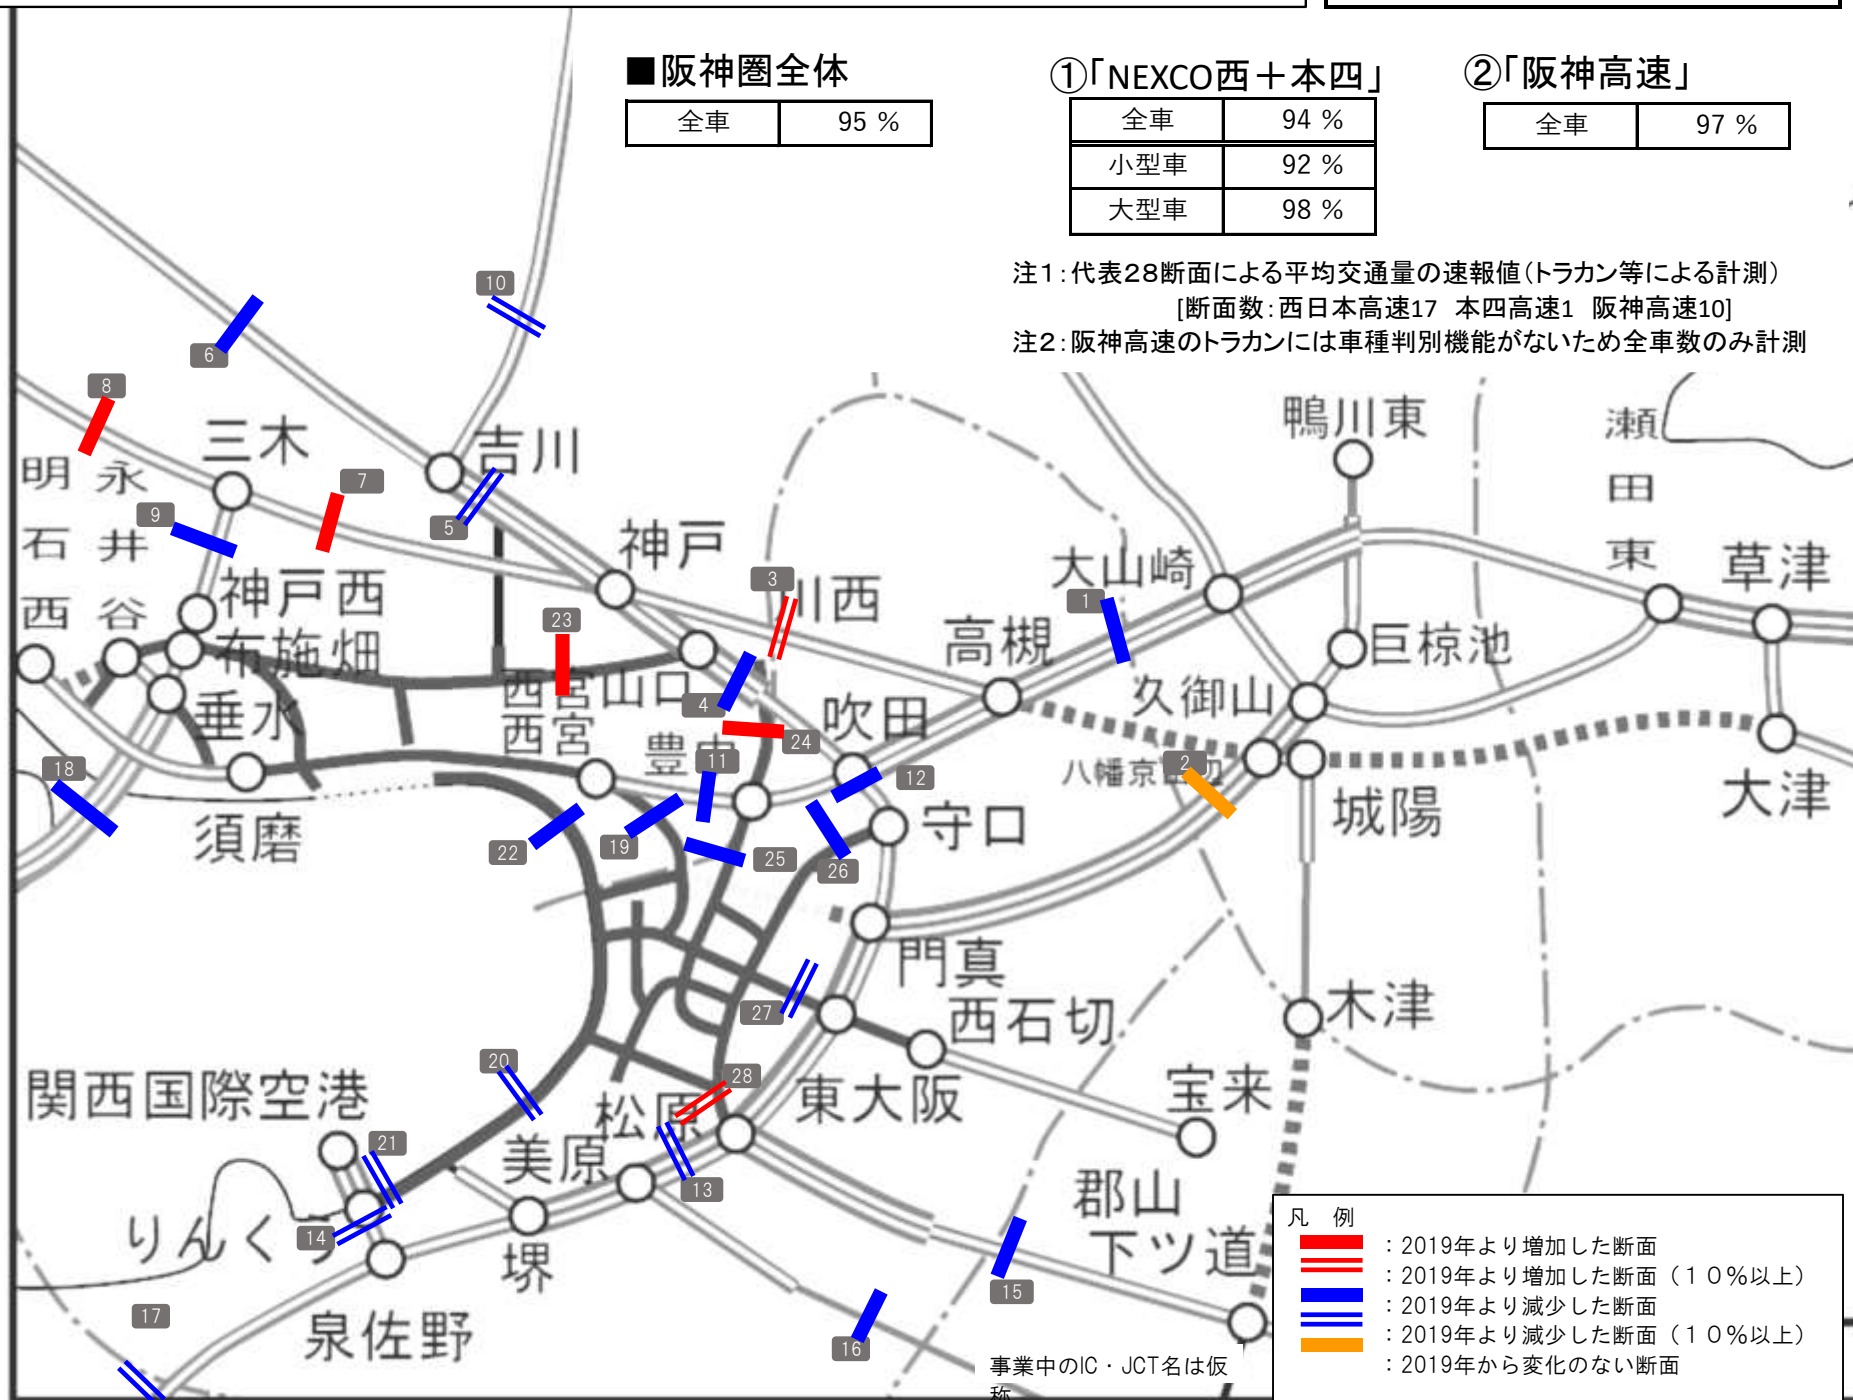 ■阪神圏全体
全車 95 %
①「NEXCO西＋本四」
全車 94 %
小型車 92 %
大型車 98 %
②「阪神高速」
全車 97 %
注１：代表28断面による平均交通量の速報値（トラカン等による計測）
[断面数：西日本高速17 本四高速1 阪神高速10]
注２：阪神高速のトラカンには車種判別機能がないため全車数のみ計測
10
6
8
三木
吉川
鴨川東
瀬田東
明石西
永井谷
7
9
5
神戸
大山崎
草津
神戸西
3
川西
1
23
布施畑
高槻
巨椋池
西宮山口
久御山
4
垂水
西宮
吹田
24
豊中
11
18
12
八幡京田辺
2
大津
須磨
城陽
守口
22
19
25
26
門真
27
西石切
木津
20
28
関西国際空港
松原
東大阪
宝来
21
美原
13
郡山
りんくう
14
下ツ道
堺
15
17
泉佐野
16
事業中のIC・JCT名は仮
称
凡　例
：2019年より増加した断面
：2019年より増加した断面（１０％以上）
：2019年より減少した断面
：2019年より減少した断面（１０％以上）
：2019年から変化のない断面